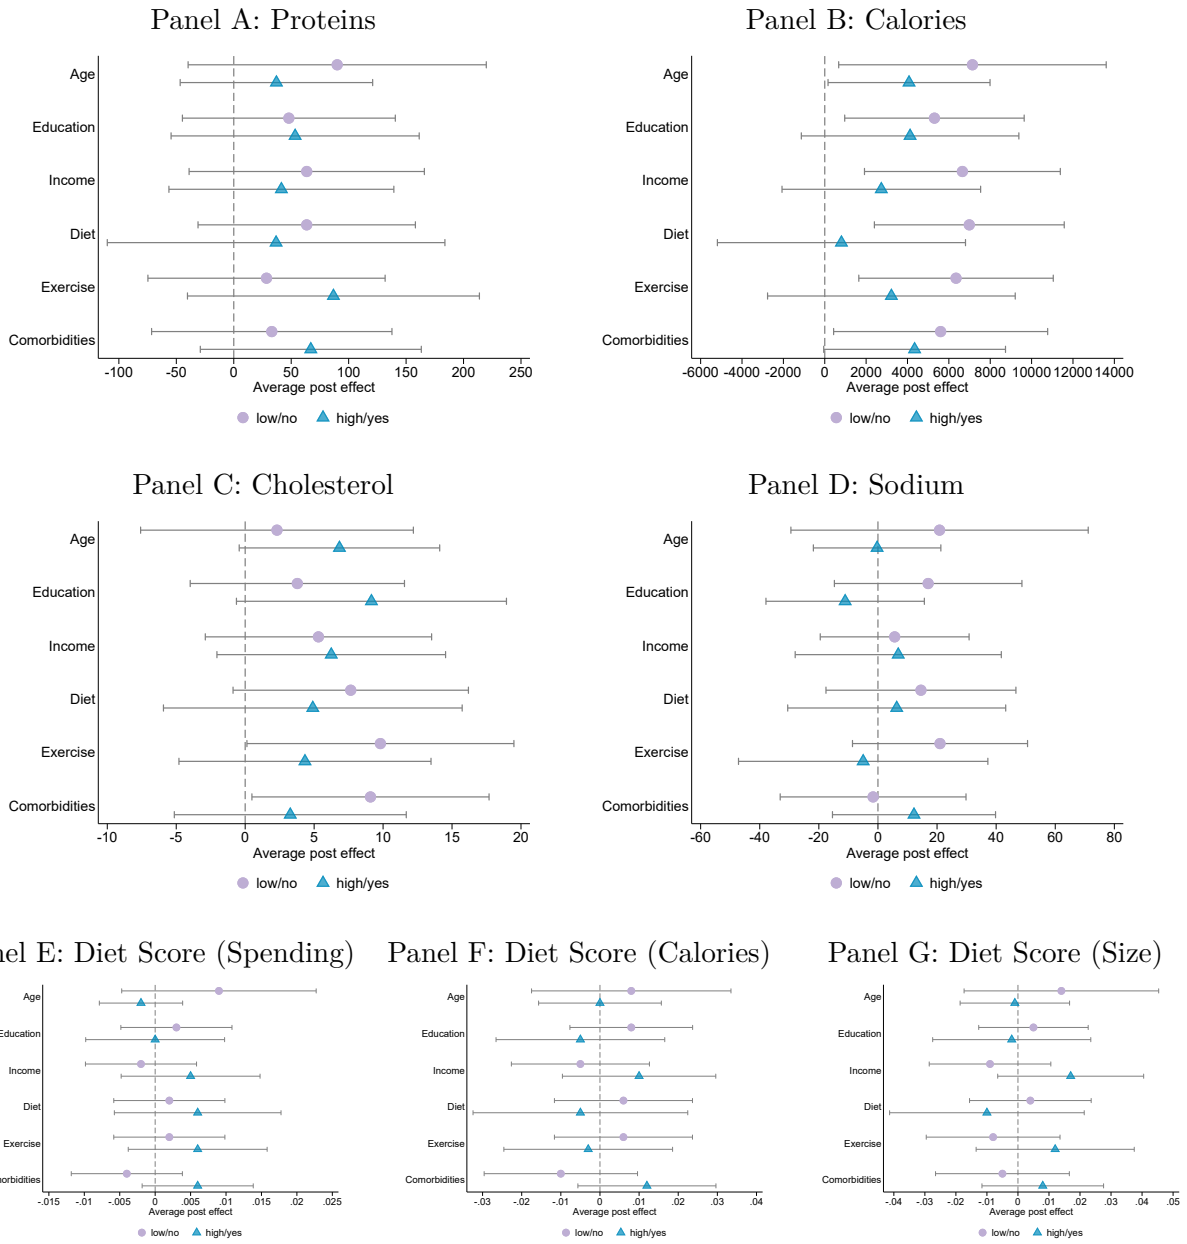 Panel A: Proteins
Age
Education
Income
Diet
Exercise
Comorbidities
-100 -50 0 50 100 150 200 250
Average post effect
low/no high/yes
Panel B: Calories
Age
Education
Income
Diet
Exercise
Comorbidities
-6000 -4000 -2000 0 2000 4000 6000 8000 10000 12000 14000
Average post effect
low/no high/yes
Panel C: Cholesterol
Age
Education
Income
Diet
Exercise
Comorbidities
-10 -5 0 5 10 15 20
Average post effect
low/no high/yes
Panel D: Sodium
Age
Education
Income
Diet
Exercise
Comorbidities
-60 -40 -20 0 20 40 60 80
Average post effect
low/no high/yes
nel E: Diet Score (Spending)
Age
Education
Income
Diet
Exercise
orbidities
-.015 -.01 -.005 0 .005 .01 .015 .02 .025
Average post effect
low/no high/yes
Panel F: Diet Score (Calories)
Age
Education
Income
Diet
Exercise
Comorbidities
-.03 -.02 -.01 0 .01 .02 .03 .04
Average post effect
low/no high/yes
Panel G: Diet Score (Size)
Age
Education
Income
Diet
Exercise
Comorbidities
-.04 -.03 -.02 -.01 0 .01 .02 .03 .04 .05
Average post effect
low/no high/yes